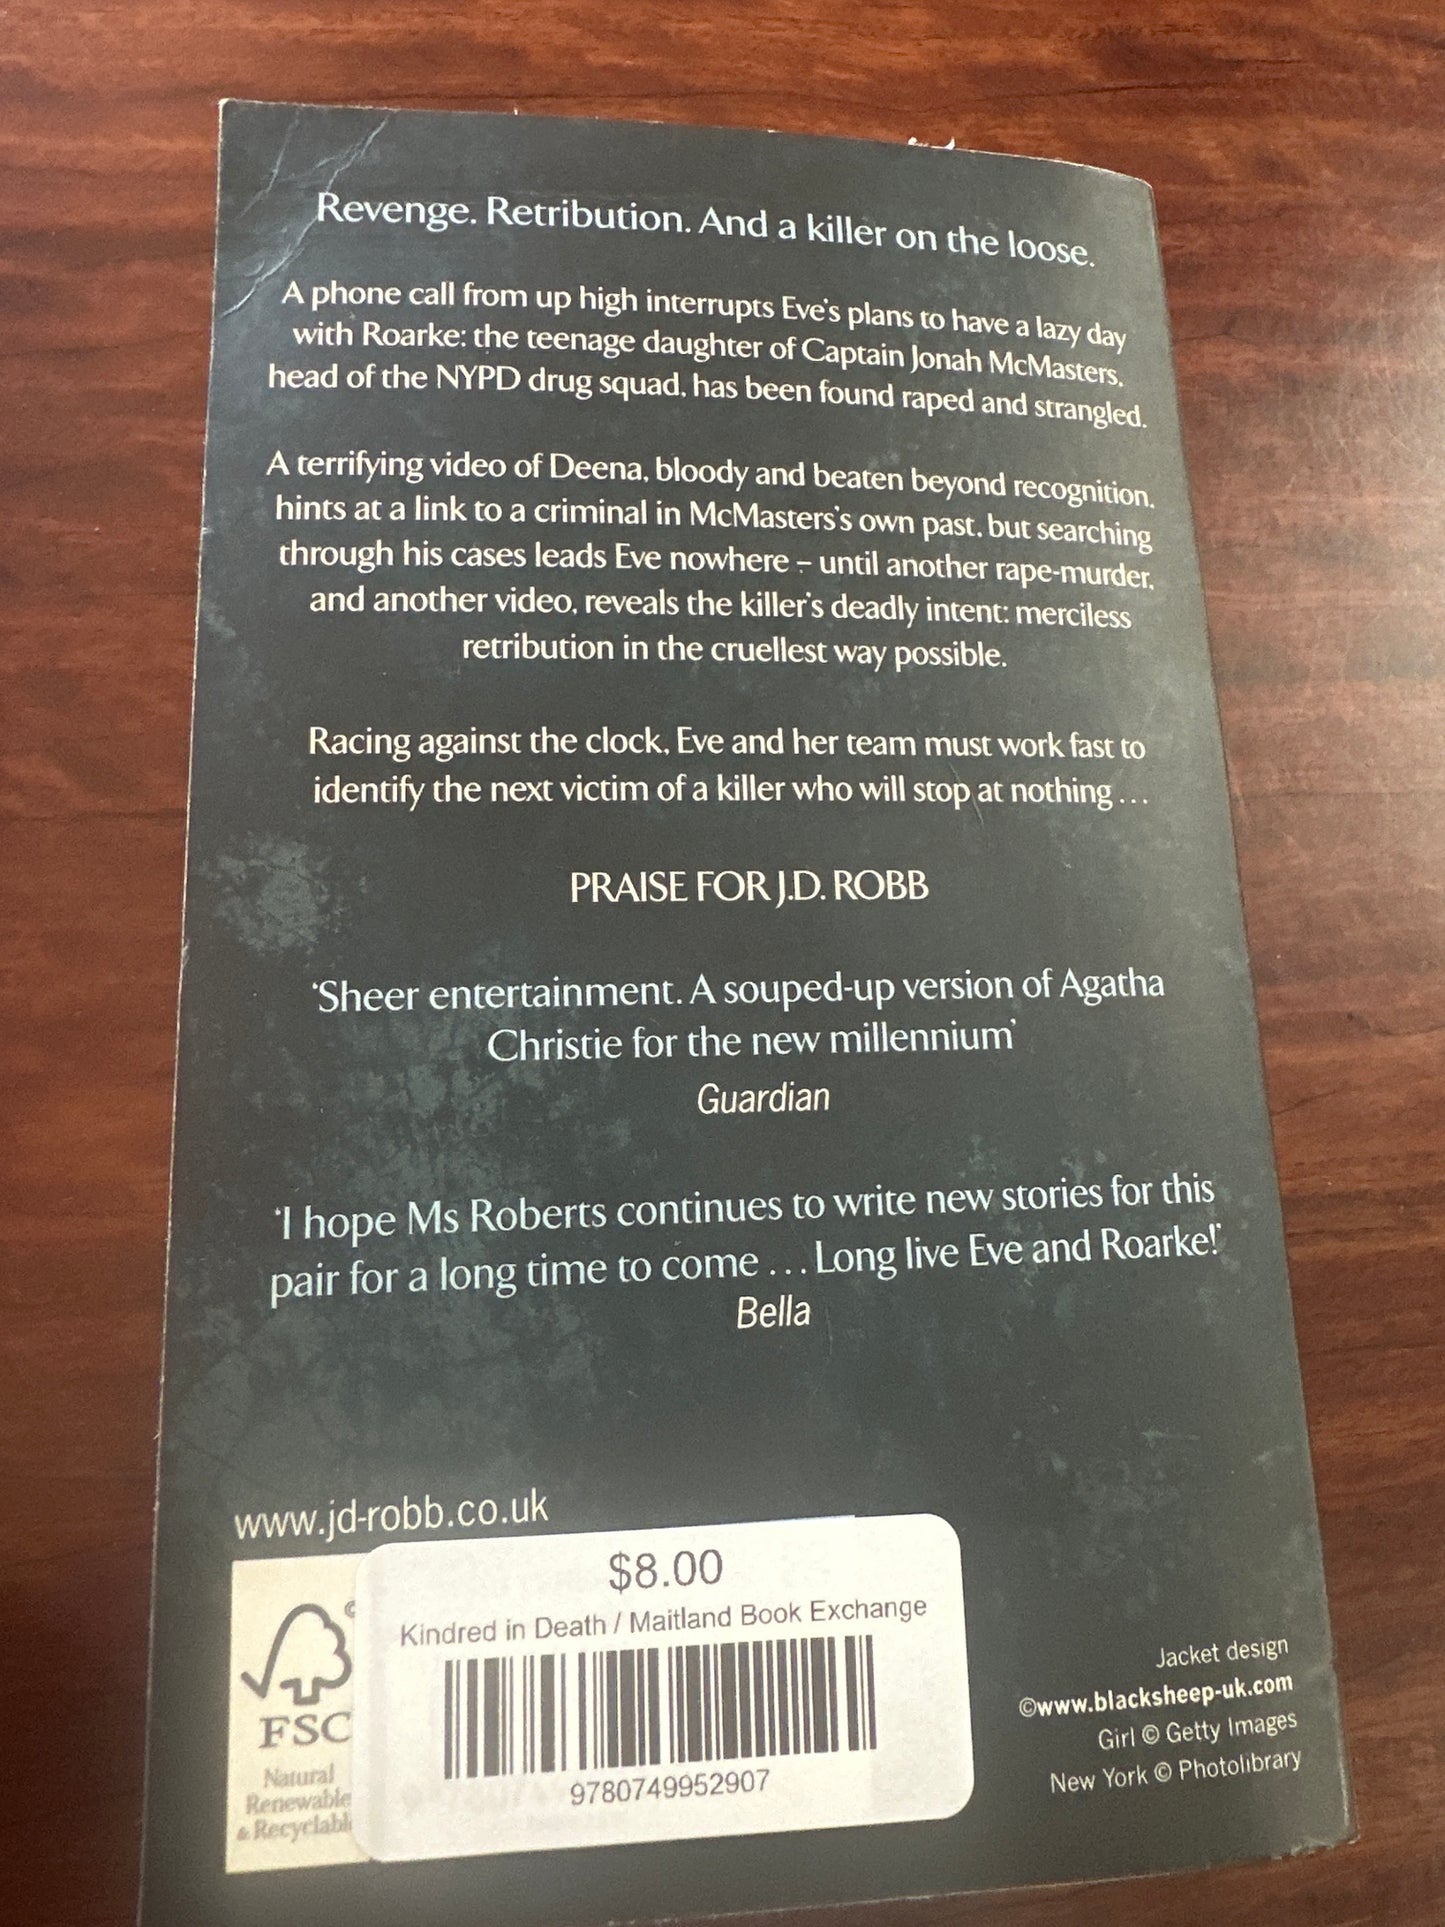 Revenge. Retribution. And a killer on the loose.
A phone call from up high interrupts Eve's plans to have a lazy day
with Roarke: the teenage daughter of Captain Jonah McMasters,
head of the NYPD drug squad, has been found raped and strangled.
A terrifying video of Deena, bloody and beaten beyond recognition,
hints at a link to a criminal in McMasters's own past, but searching
through his cases leads Eve nowhere – until another rape-murder,
and another video, reveals the killer's deadly intent: merciless
retribution in the cruellest way possible.
Racing against the clock, Eve and her team must work fast to
identify the next victim of a killer who will stop at nothing . . .
PRAISE FOR J.D. ROBB
'Sheer entertainment. A souped-up version of Agatha
Christie for the new millennium'
Guardian
'I hope Ms Roberts continues to write new stories for this
pair for a long time to come . . . Long live Eve and Roarke!'
Bella
www.jd-robb.co.uk
$8.00
Kindred in Death / Maitland Book Exchange
9780749952907
©
FSC
Natural
Renewable
& Recyclabl
Jacket design
©www.blacksheep-uk.com
Girl © Getty Images
New York © Photolibrary